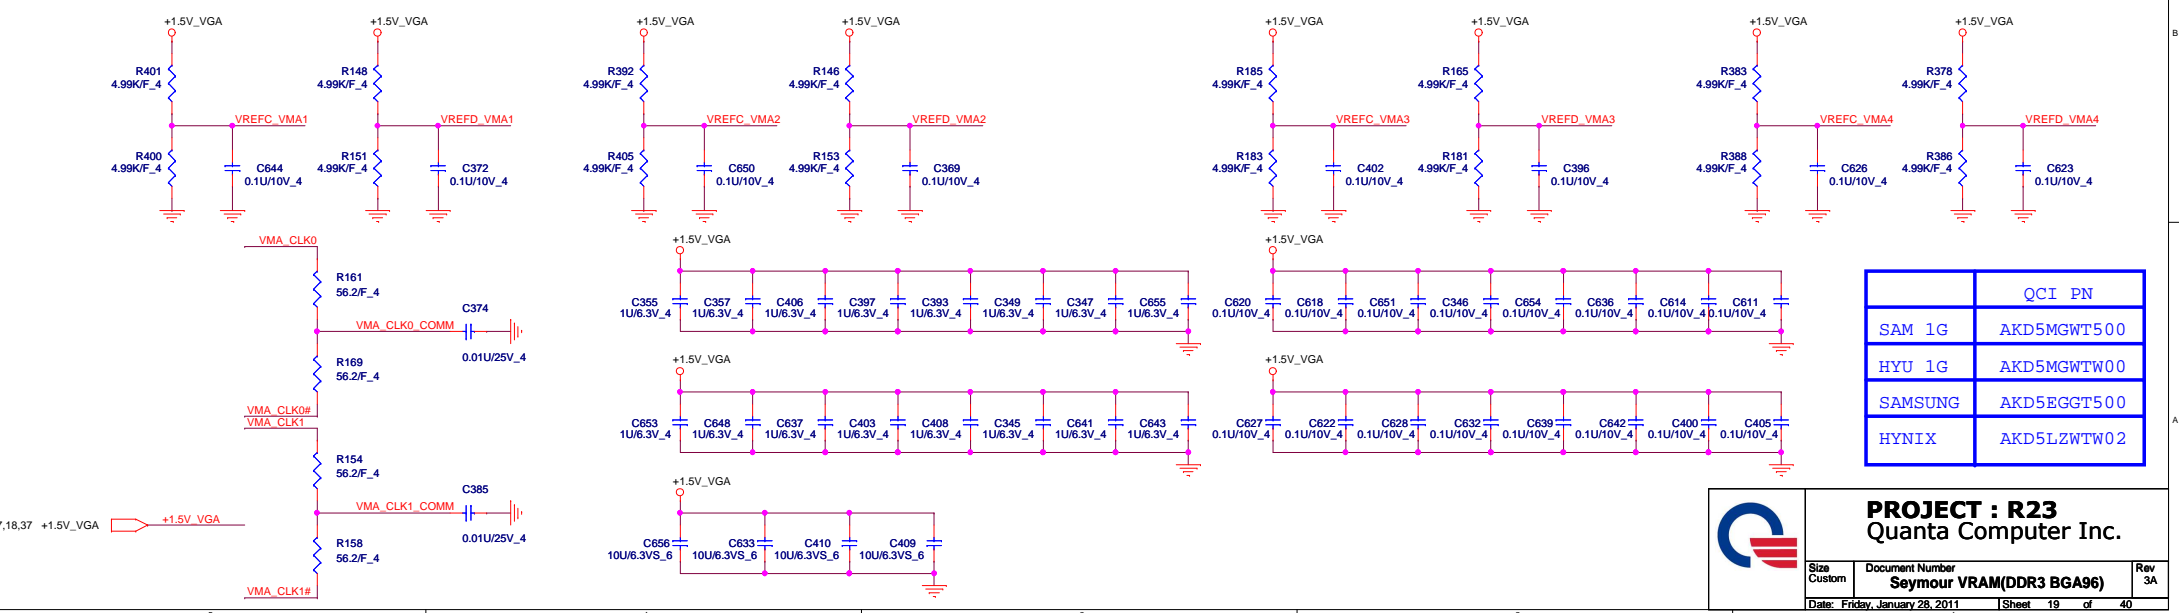 +1.5V_VGA +1.5V_VGA +1.5V_VGA +1.5V_VGA +1.5V_VGA +1.5V_VGA +1.5V_VGA +1.5V_VGA
B
R401 R148 R392 R146 R185 R165 R383 R378
4.99K/F_4 4.99K/F_4 4.99K/F_4 4.99K/F_4 4.99K/F_4 4.99K/F_4 4.99K/F_4 4.99K/F_4
VREFC_VMA1 VREFD_VMA1 VREFC_VMA2 VREFD_VMA2 VREFC_VMA3 VREFD_VMA3 VREFC_VMA4 VREFD_VMA4
R400 R151 R405 R153 R183 R181 R388 R386
4.99K/F_4 C644 4.99K/F_4 C372 4.99K/F_4 C650 4.99K/F_4 C369 4.99K/F_4 C402 4.99K/F_4 C396 4.99K/F_4 C626 4.99K/F_4 C623
0.1U/10V_4 0.1U/10V_4 0.1U/10V_4 0.1U/10V_4 0.1U/10V_4 0.1U/10V_4 0.1U/10V_4 0.1U/10V_4
VMA_CLK0
R161
56.2/F_4
C374
VMA_CLK0_COMM
0.01U/25V_4
R169
56.2/F_4
VMA_CLK0#
VMA_CLK1
R154
56.2/F_4
C385
VMA_CLK1_COMM
0.01U/25V_4
7,18,37 +1.5V_VGA +1.5V_VGA
R158
56.2/F_4
VMA_CLK1#
+1.5V_VGA
C355 C357 C406 C397 C393 C349 C347 C655
1U/6.3V_4 1U/6.3V_4 1U/6.3V_4 1U/6.3V_4 1U/6.3V_4 1U/6.3V_4 1U/6.3V_4 1U/6.3V_4
+1.5V_VGA
C653 C648 C637 C403 C408 C345 C641 C643
1U/6.3V_4 1U/6.3V_4 1U/6.3V_4 1U/6.3V_4 1U/6.3V_4 1U/6.3V_4 1U/6.3V_4 1U/6.3V_4
+1.5V_VGA
C656 C633 C410 C409
10U/6.3VS_6 10U/6.3VS_6 10U/6.3VS_6 10U/6.3VS_6
+1.5V_VGA
C620 C618 C651 C346 C654 C636 C614 C611
0.1U/10V_4 0.1U/10V_4 0.1U/10V_4 0.1U/10V_4 0.1U/10V_4 0.1U/10V_4 0.1U/10V_4 0.1U/10V_4
+1.5V_VGA
C627 C622 C628 C632 C639 C642 C400 C405
0.1U/10V_4 0.1U/10V_4 0.1U/10V_4 0.1U/10V_4 0.1U/10V_4 0.1U/10V_4 0.1U/10V_4 0.1U/10V_4
QCI PN
SAM 1G AKD5MGWT500
HYU 1G AKD5MGWTW00
SAMSUNG AKD5EGGT500
HYNIX AKD5LZWTW02
A
PROJECT : R23
Quanta Computer Inc.
Size Document Number Rev
Custom Seymour VRAM(DDR3 BGA96) 3A
Date: Friday, January 28, 2011 Sheet 19 of 40